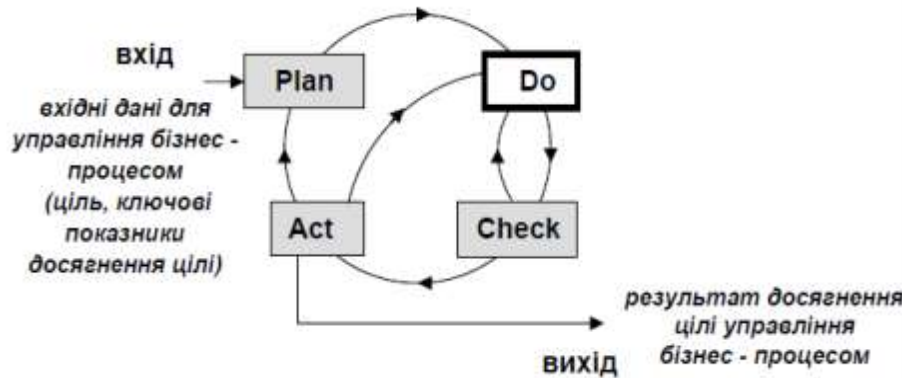 вхід
Plan
Do
вхідні дані для
управління бізнес -
процесом
(ціль, ключові
показники
досягнення цілі)
Act
Check
результат досягнення
цілі управління
бізнес - процесом
вихід